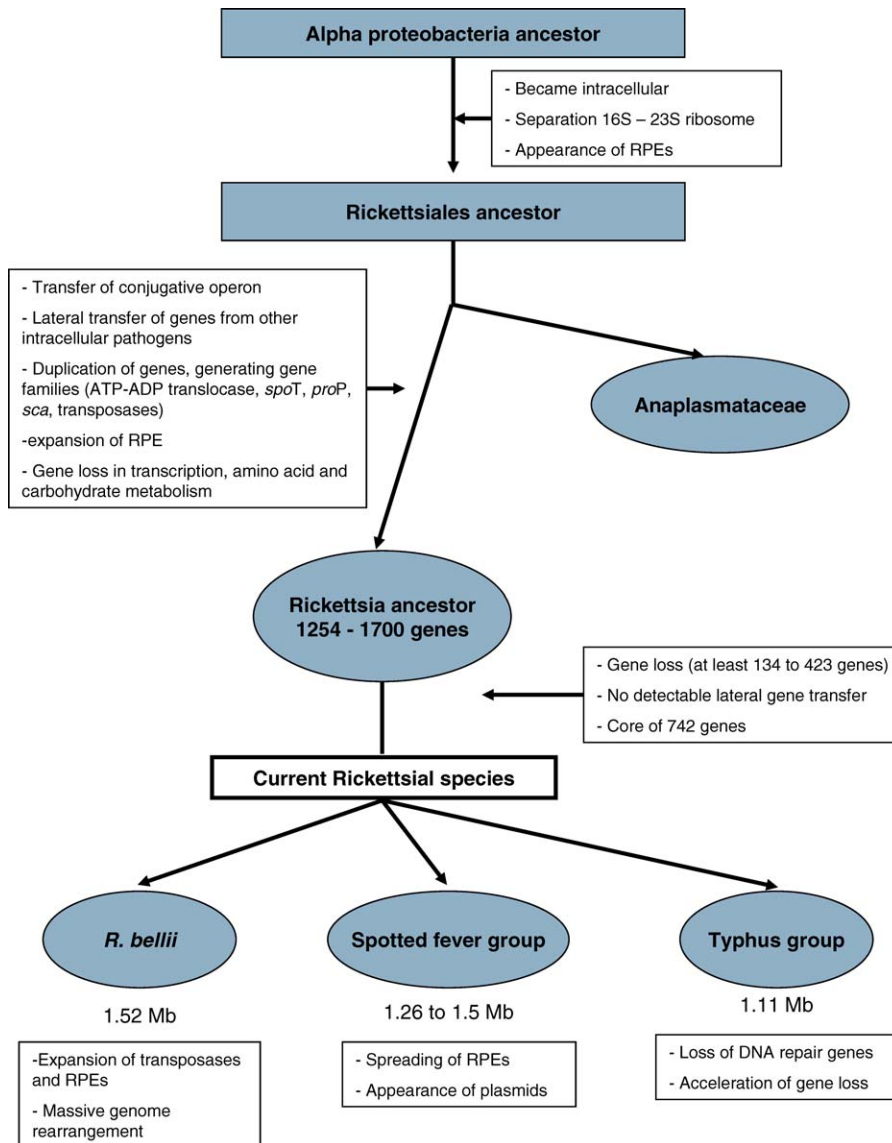 Alpha proteobacteria ancestor
- Became intracellular
- Separation 16S – 23S ribosome
- Appearance of RPEs
Rickettsiales ancestor
- Transfer of conjugative operon
- Lateral transfer of genes from other
intracellular pathogens
- Duplication of genes, generating gene
families (ATP-ADP translocase, spoT, proP,
sca, transposases)
-expansion of RPE
- Gene loss in transcription, amino acid and
carbohydrate metabolism
Anaplasmataceae
Rickettsia ancestor
1254 - 1700 genes
- Gene loss (at least 134 to 423 genes)
- No detectable lateral gene transfer
- Core of 742 genes
Current Rickettsial species
R. bellii
Spotted fever group
Typhus group
1.52 Mb
1.26 to 1.5 Mb
1.11 Mb
-Expansion of transposases
and RPEs
- Massive genome
rearrangement
- Spreading of RPEs
- Appearance of plasmids
- Loss of DNA repair genes
- Acceleration of gene loss